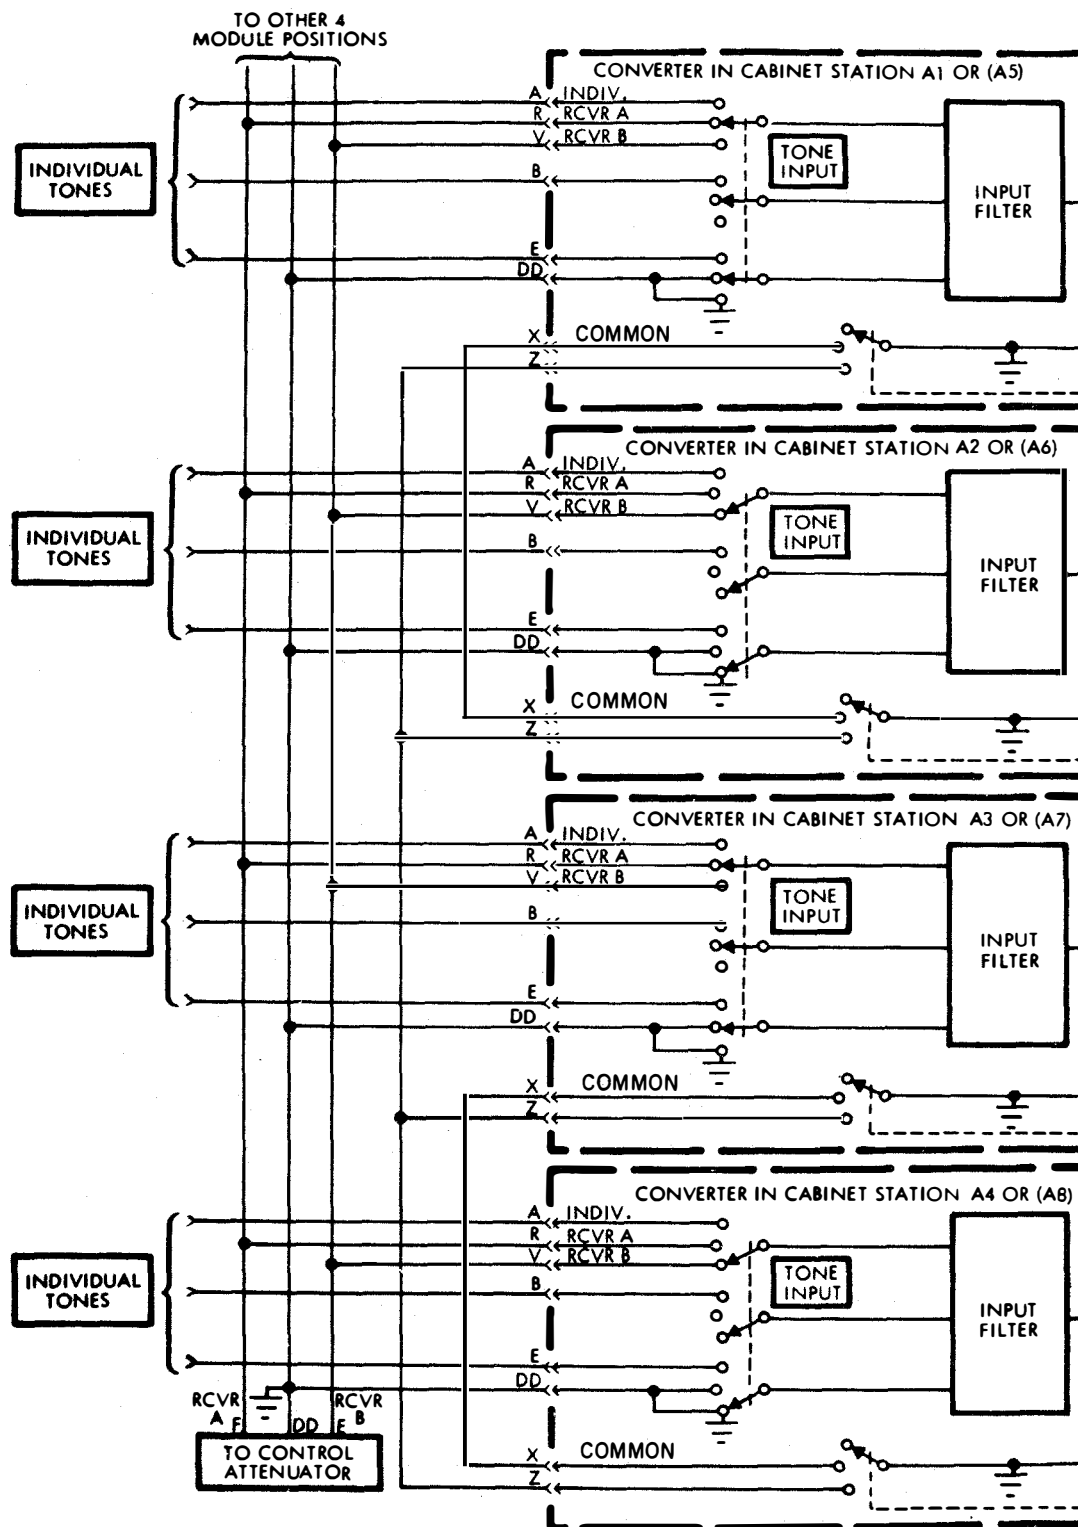 TO OTHER 4
MODULE POSITIONS
CONVERTER IN CABINET STATION A1 OR (A5)
A INDIV.
R RCVR A
V RCVR B
INDIVIDUAL
TONES
TONE
INPUT
B
INPUT
FILTER
E
DD
X COMMON
Z
CONVERTER IN CABINET STATION A2 OR (A6)
A INDIV.
R RCVR A
V RCVR B
INDIVIDUAL
TONES
TONE
INPUT
B
INPUT
FILTER
E
DD
X COMMON
Z
CONVERTER IN CABINET STATION A3 OR (A7)
A INDIV.
R RCVR A
V RCVR B
INDIVIDUAL
TONES
TONE
INPUT
B
INPUT
FILTER
E
DD
X COMMON
Z
CONVERTER IN CABINET STATION A4 OR (A8)
A INDIV.
R RCVR A
V RCVR B
INDIVIDUAL
TONES
TONE
INPUT
B
INPUT
FILTER
E
DD
RCVR
A
F
DD
E
RCVR
B
TO CONTROL
ATTENUATOR
X COMMON
Z